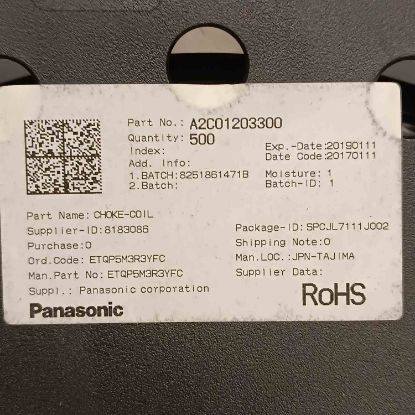 Part No.: A2C01203300
Quantity: 500
Index:
Exp.-Date:20190111
Add. Info:
Date Code:20170111
1.BATCH:8251861471B
Moisture: 1
2.Batch:
Batch-ID: 1
Part Name: CHOKE-COIL
Supplier-ID:8183086
Package-ID:SPCJL7111J002
Purchase:0
Shipping Note:0
Ord.Code: ETQP5M3R3YFC
Man.LOC.:JPN-TAJIMA
Man.Part No: ETQP5M3R3YFC
Supplier Data:
Suppl.: Panasonic corporation
RoHS
Panasonic